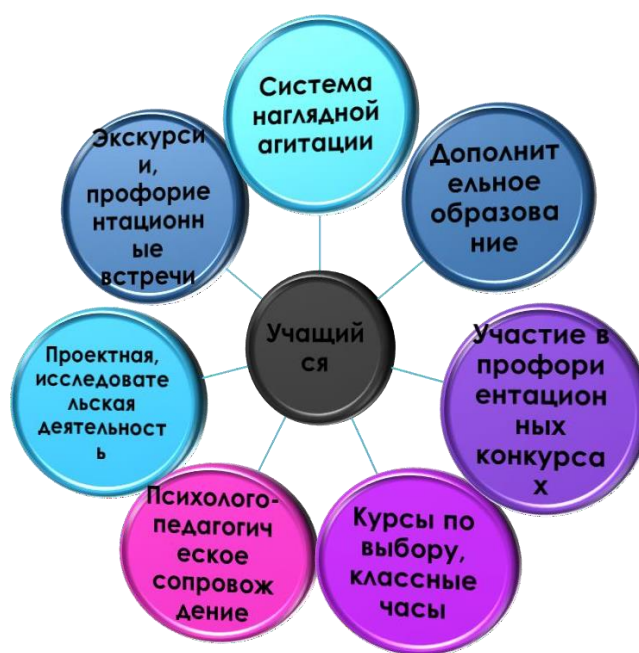 Система
наглядной
агитации
Дополнит
ельное
образова
ние
Участие в
профори
ентацион
ных
конкурса
х
Курсы по
выбору,
классные
часы
Психолого-
педагогич
еское
сопровож
дение
Проектная,
исследовате
льская
деятельност
ь
Экскурси
и,
профорие
нтационн
ые
встречи
Учащий
ся